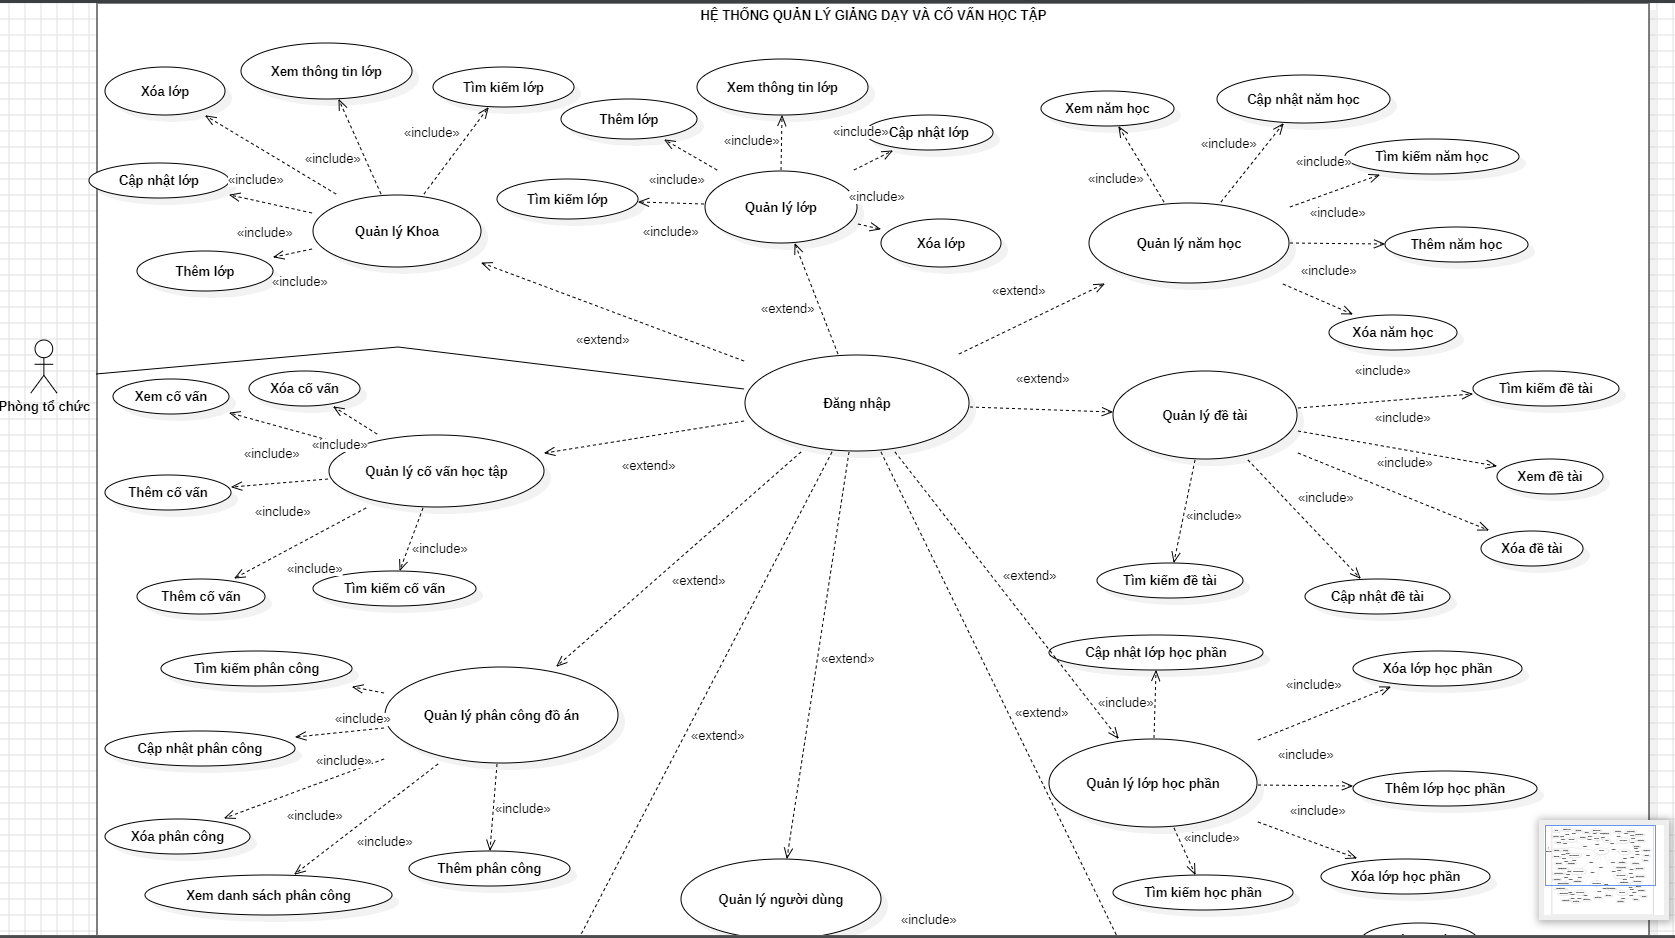 HỆ THỐNG QUẢN LÝ GIẢNG DẠY VÀ CỐ VẤN HỌC TẬP
Xóa lớp
Xem thông tin lớp
Tìm kiếm lớp
«include»
«include»
Cập nhật lớp
«include»
Quản lý Khoa
«include»
Thêm lớp
«include»
Thêm lớp
Xem thông tin lớp
«include»
«include»
Cập nhật lớp
«include»
Tìm kiếm lớp
Quản lý lớp
«include»
«include»
Xóa lớp
Xem năm học
Cập nhật năm học
«include»
«include»
Tìm kiếm năm học
«include»
«include»
Quản lý năm học
Thêm năm học
«include»
Xóa năm học
«extend»
«extend»
«extend»
Phòng tổ chức
Đăng nhập
«extend»
Quản lý đề tài
«include»
Tìm kiếm đề tài
«include»
«include»
Xem đề tài
«include»
Xóa đề tài
«include»
Tìm kiếm đề tài
Cập nhật đề tài
Xem cố vấn
Xóa cố vấn
«include»
«include»
Quản lý cố vấn học tập
«extend»
Thêm cố vấn
«include»
«include»
«include»
Thêm cố vấn
Tìm kiếm cố vấn
«extend»
«extend»
«extend»
«extend»
«extend»
Tìm kiếm phân công
Quản lý phân công đồ án
«include»
Cập nhật phân công
«include»
«include»
«include»
«include»
Xóa phân công
Thêm phân công
Xem danh sách phân công
Quản lý người dùng
«include»
Cập nhật lớp học phần
Xóa lớp học phần
«include»
«include»
«include»
Quản lý lớp học phần
Thêm lớp học phần
«include»
«include»
Xóa lớp học phần
Tìm kiếm học phần